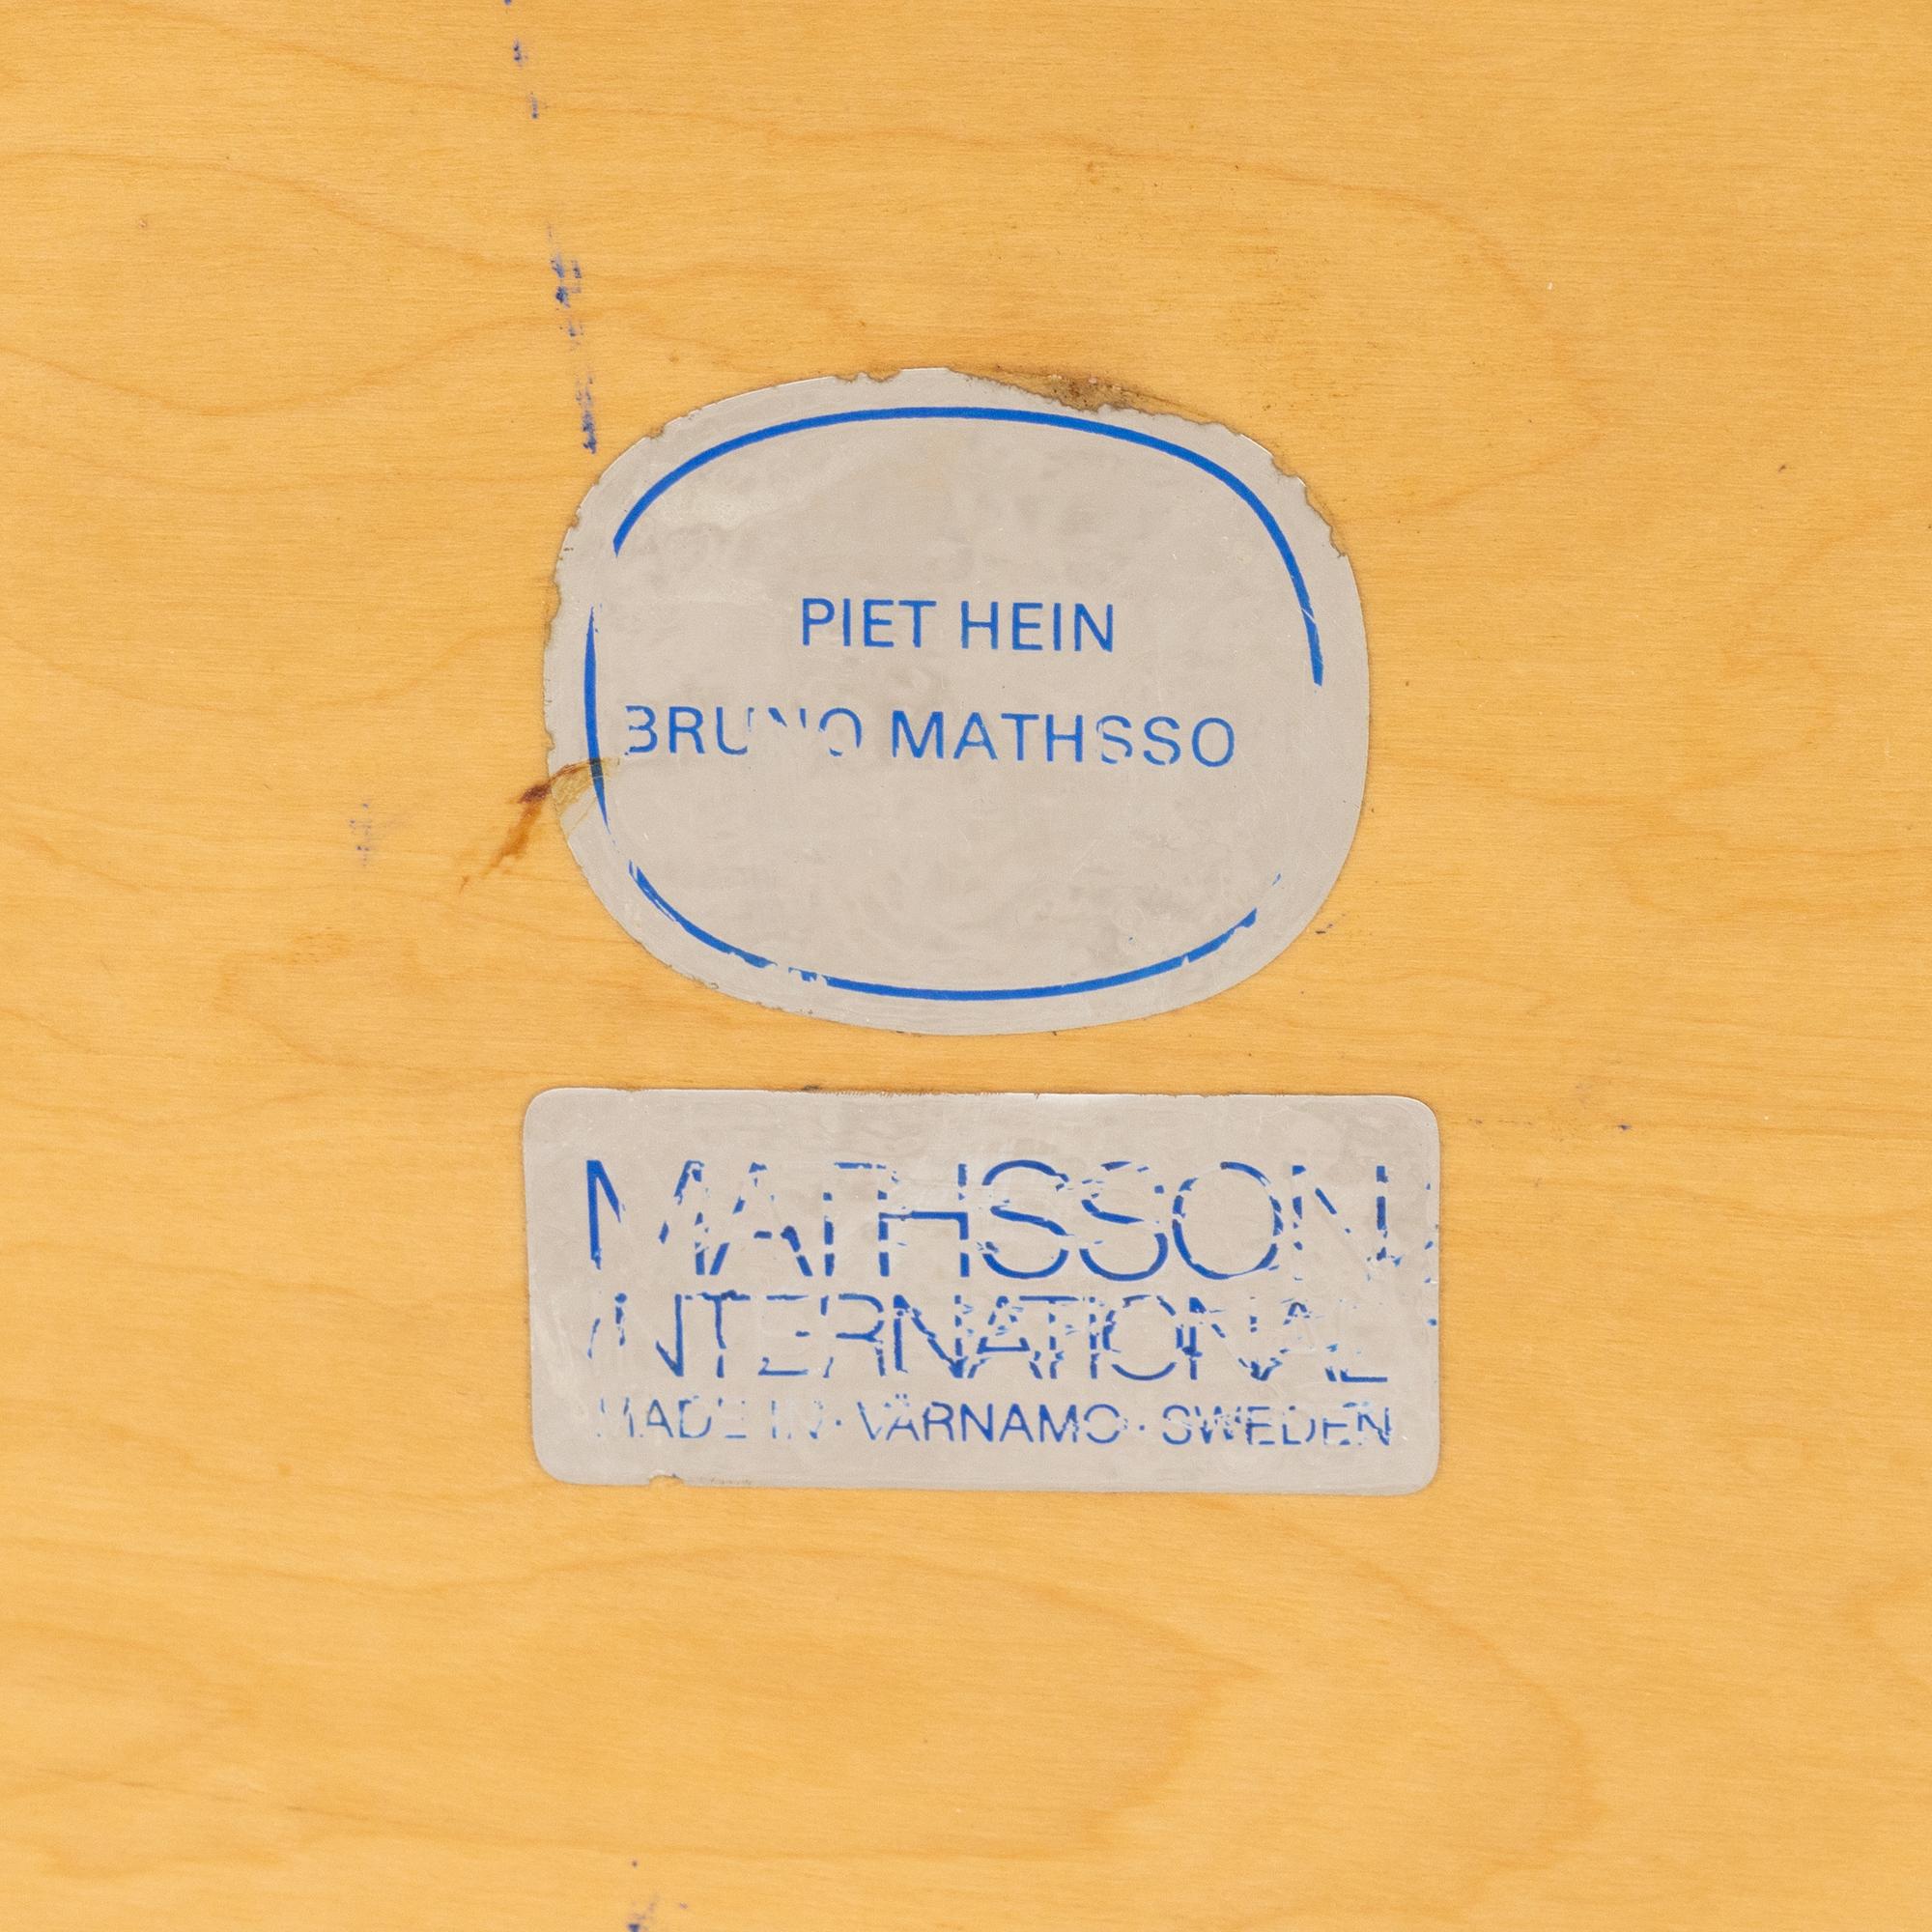 PIET HEIN
BRUNO MATHSSO
MATHSSON
INTERNATIONAL
MADE IN · VÄRNAMO · SWEDEN